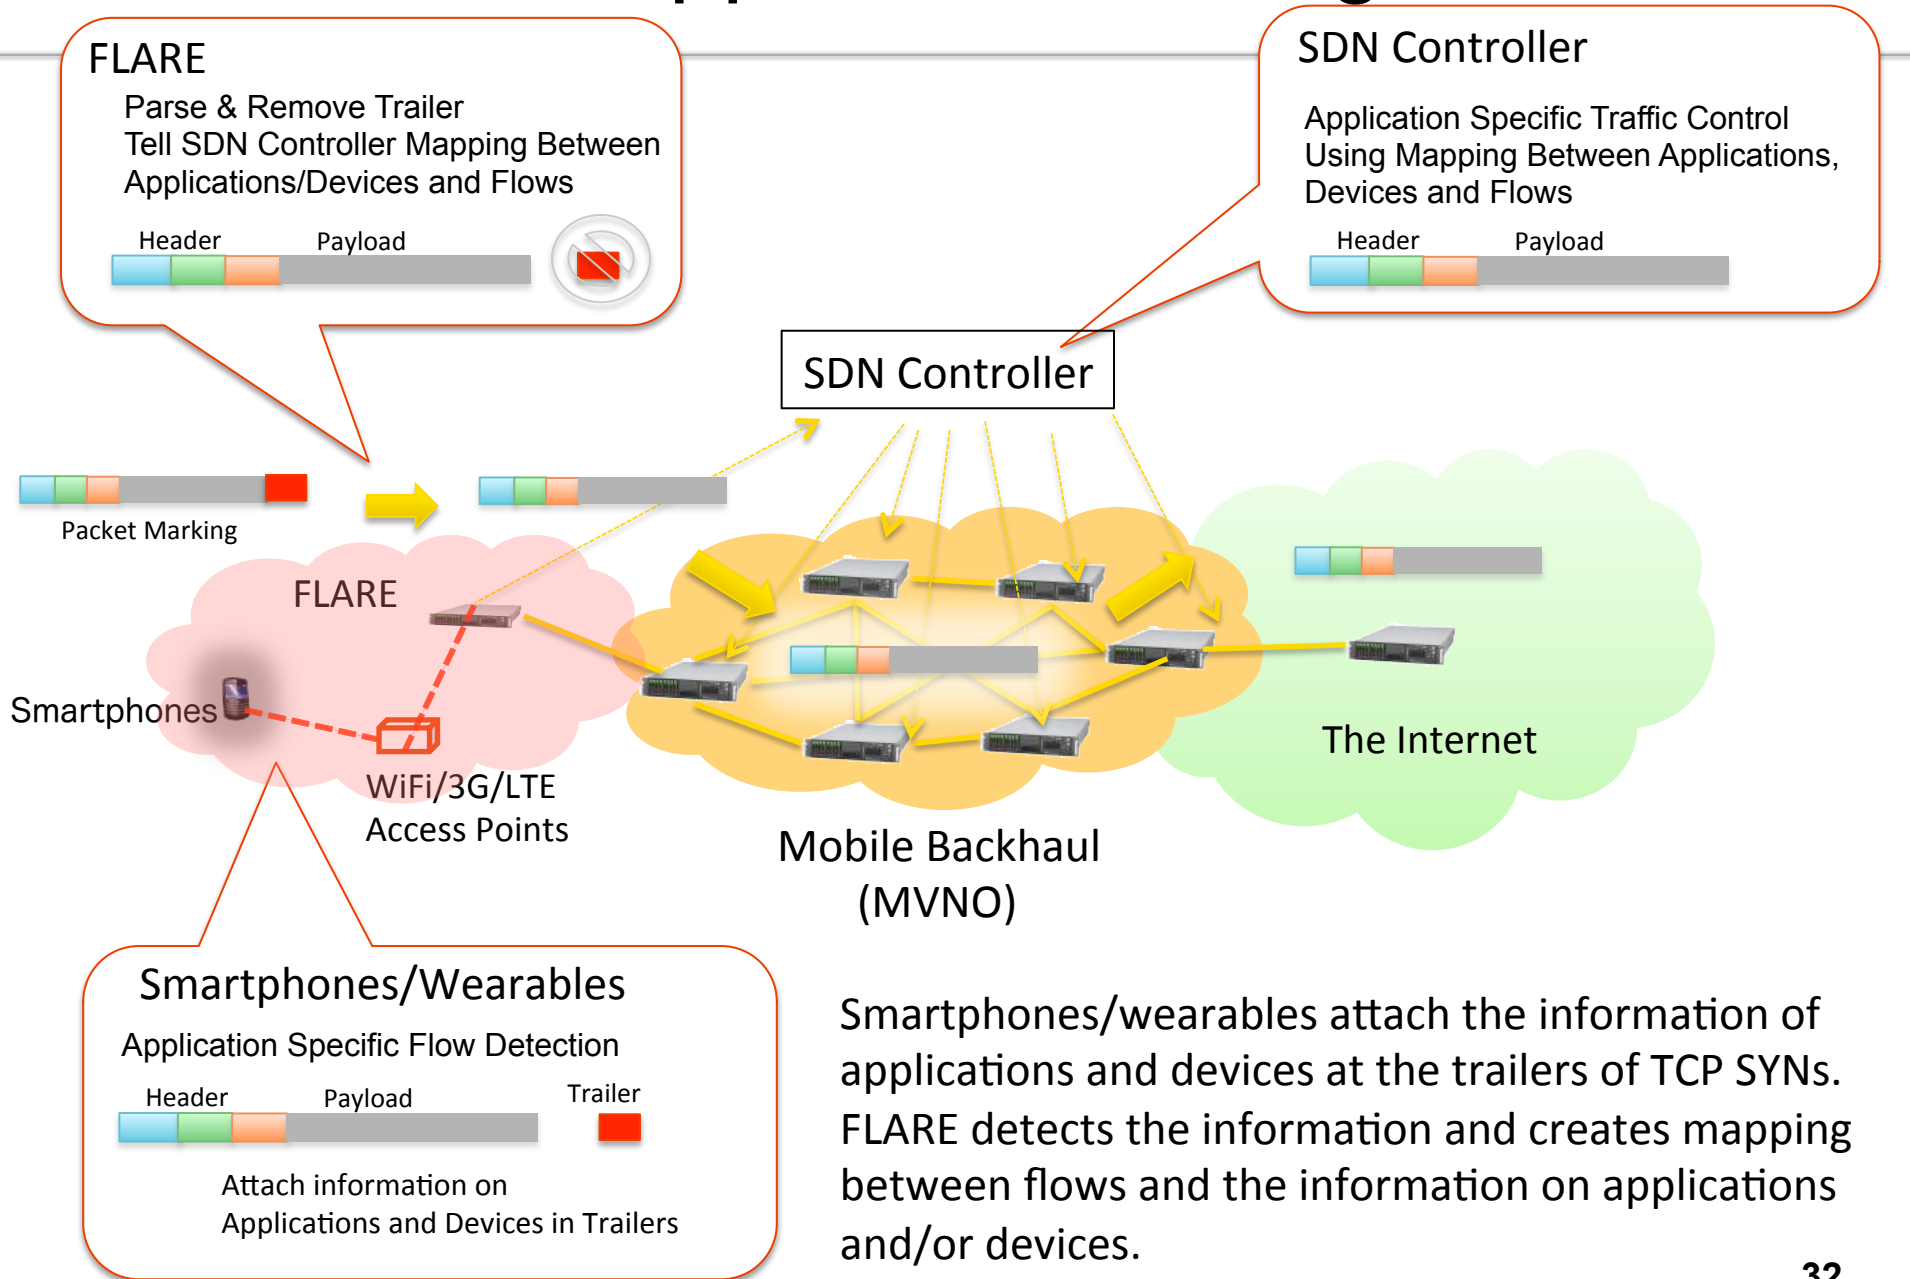 FLARE
Parse & Remove Trailer
Tell SDN Controller Mapping Between
Applications/Devices and Flows
Header Payload
SDN Controller
Application Specific Traffic Control
Using Mapping Between Applications,
Devices and Flows
Header Payload
SDN Controller
Packet Marking
FLARE
Smartphones
WiFi/3G/LTE
Access Points
Mobile Backhaul
(MVNO)
The Internet
Smartphones/Wearables
Application Specific Flow Detection
Header Payload Trailer
Attach information on
Applications and Devices in Trailers
Smartphones/wearables attach the information of
applications and devices at the trailers of TCP SYNs.
FLARE detects the information and creates mapping
between flows and the information on applications
and/or devices.
32